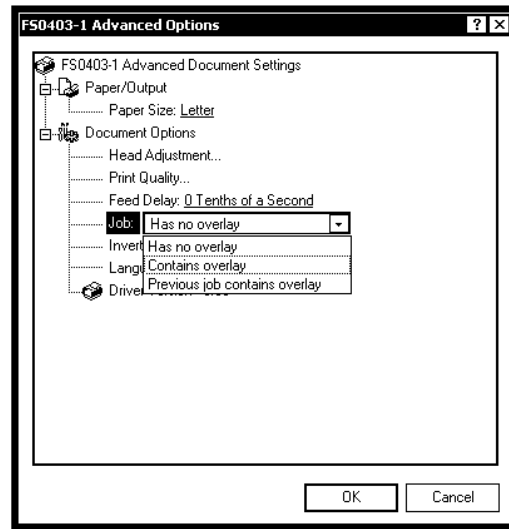 FS0403-1 Advanced Options
FS0403-1 Advanced Document Settings
Paper/Output
Paper Size: Letter
Document Options
Head Adjustment...
Print Quality...
Feed Delay: 0 Tenths of a Second
Job: Has no overlay
Invert Has no overlay
Contains overlay
Previous job contains overlay
OK Cancel